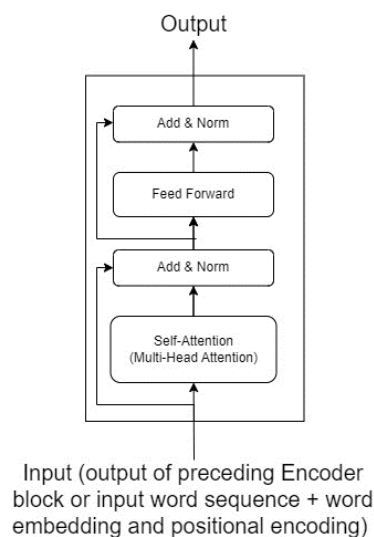 Output
Add & Norm
Feed Forward
Add & Norm
Self-Attention
(Multi-Head Attention)
Input (output of preceding Encoder
block or input word sequence + word
embedding and positional encoding)